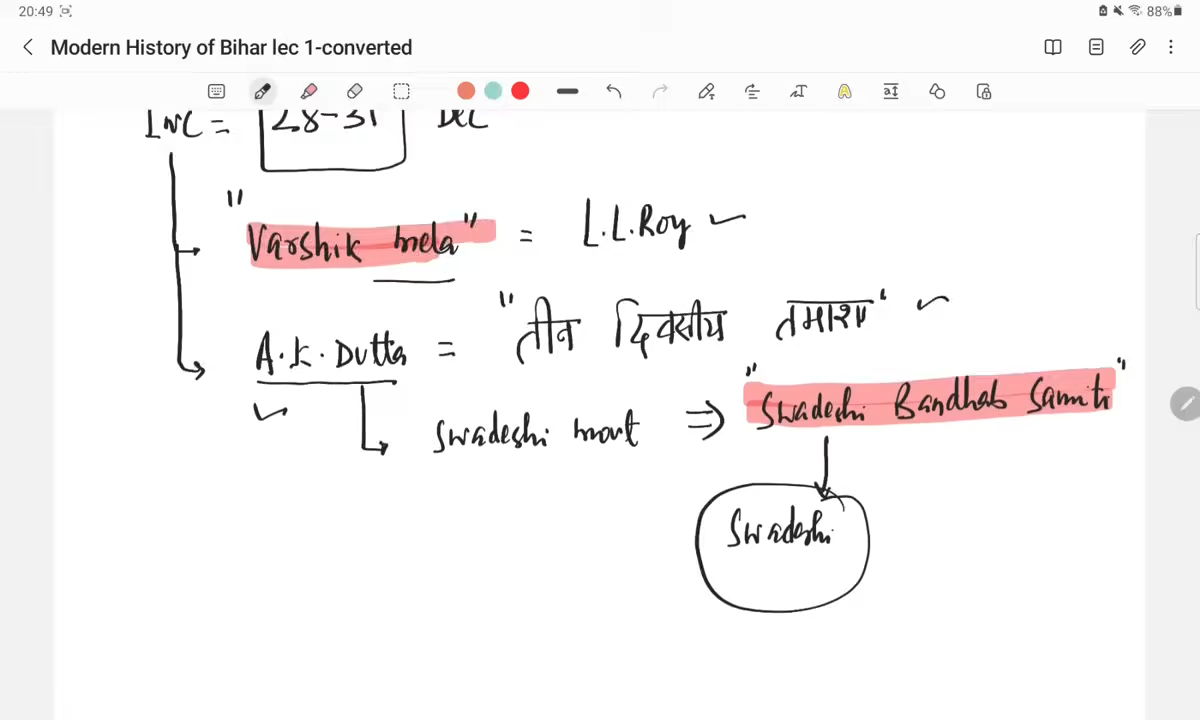 20:49
88%
Modern History of Bihar lec 1-converted
INC = 28-31 Dec
"Varshik mela" = L.L.Roy
A.K.Dutta = "तीन दिवसीय तमाशा"
Swadeshi movt ⇒ "Swadeshi Bandhab Samiti"
Swadeshi